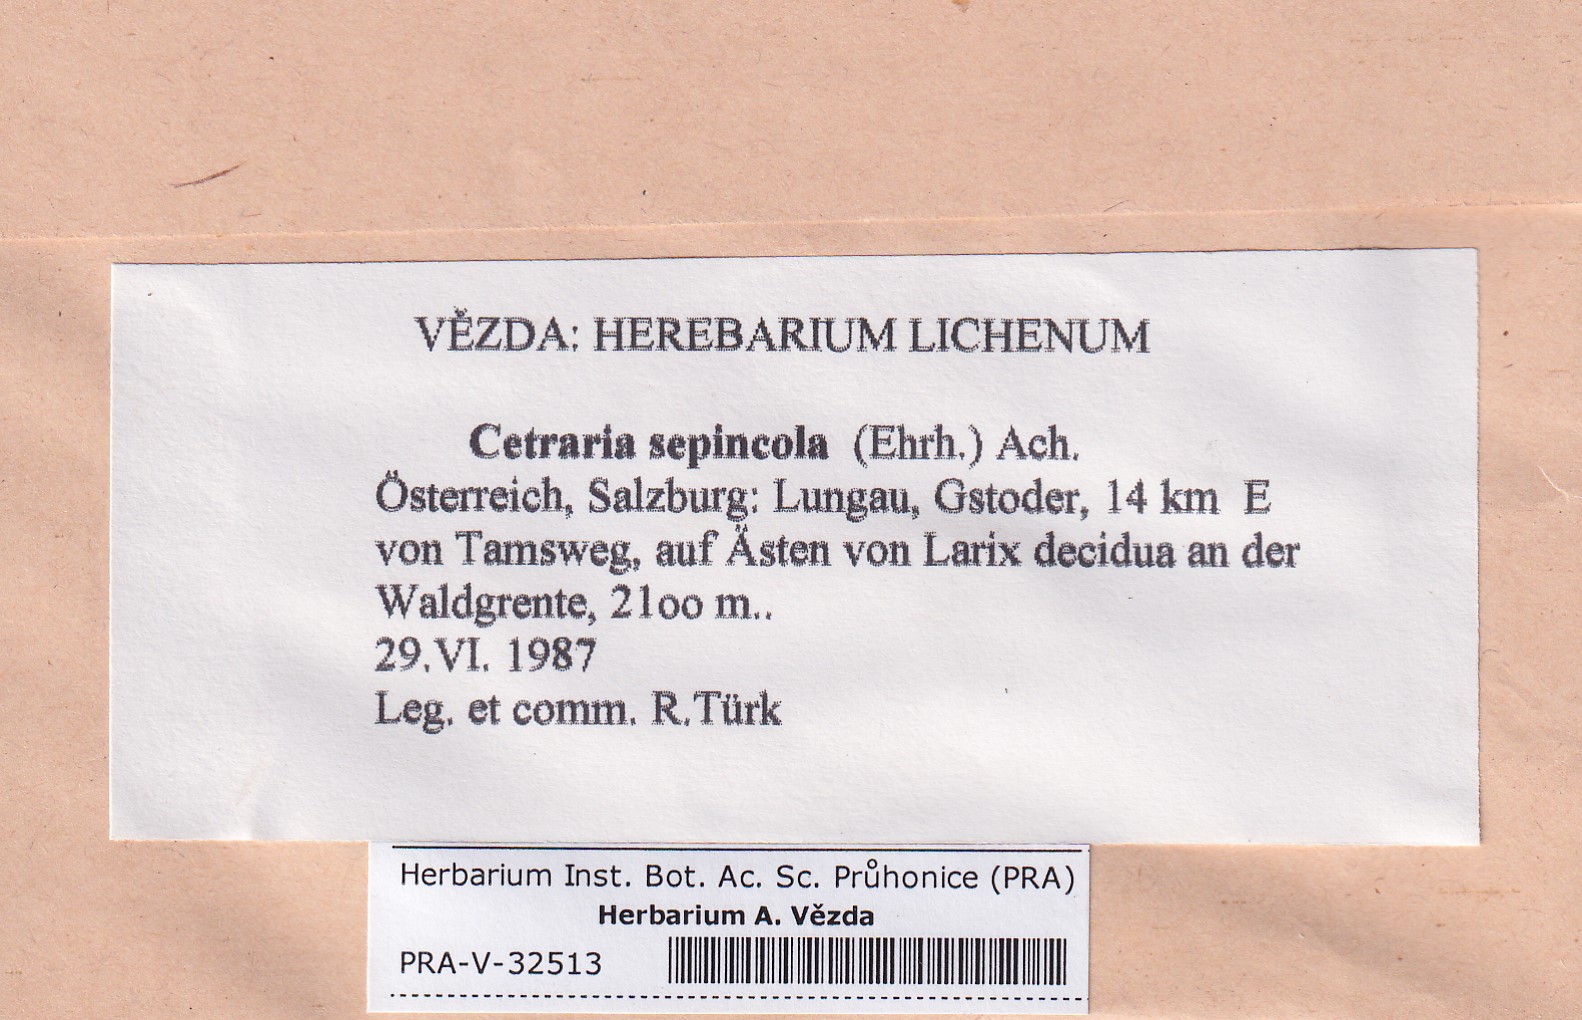 VĚZDA: HEREBARIUM LICHENUM
Cetraria sepincola (Ehrh.) Ach.
Österreich, Salzburg: Lungau, Gstoder, 14 km E
von Tamsweg, auf Ästen von Larix decidua an der
Waldgrente, 21oo m..
29.VI. 1987
Leg. et comm. R.Türk
Herbarium Inst. Bot. Ac. Sc. Průhonice (PRA)
Herbarium A. Vězda
PRA-V-32513